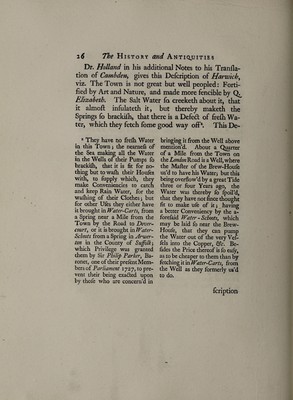 26 The HISTORY and ANTIQUITIES
Dr. Holland in his additional Notes to his Transla-
tion of Cambden, gives this Description of Harwich,
viz. The Town is not great but well peopled: Forti-
fied by Art and Nature, and made more fencible by Q.
Elizabeth. The Salt Water so creeketh about it, that
it almost insulateth it, but thereby maketh the
Springs so brackish, that there is a Defect of fresh Wa-
ter, which they fetch some good way off. This De-
They have no fresh Water
in this Town; the nearness of
the Sea making all the Water
in the Wells of their Pumps so
brackish, that it is fit for no-
thing but to wash their Houses
with, to supply which, they
make Conveniences to catch
and keep Rain Water, for the
washing of their Clothes; but
for other Uses they either have
it brought in Water-Carts, from
a Spring near a Mile from the
Town by the Road to Dover-
court, or it is brought in Water-
Schuts from a Spring in Arwer-
ton in the County of Suffolk;
which Privilege was granted
them by Sir Philip Parker, Ba-
ronet, one of their present Mem-
bers of Parliament 1727, to pre-
vent their being exacted upon
by those who are concern'd in
bringing it from the Well above
mention'd. About a Quarter
of a Mile from the Town on
the London Road is a Well, where
the Master of the Brew-House
us'd to have his Water; but this
being overflow'd by a great Tide
three or four Years ago, the
Water was thereby so spoil'd,
that they have not since thought
fit to make use of it; having
a better Conveniency by the a-
foresaid Water-Schuts, which
may be laid so near the Brew-
House, that they can pump
the Water out of the very Ves-
sels into the Copper, &c. Be-
sides the Price thereof is so easy,
as to be cheaper to them than by
fetching it in Water-Carts, from
the Well as they formerly us'd
to do.
scription